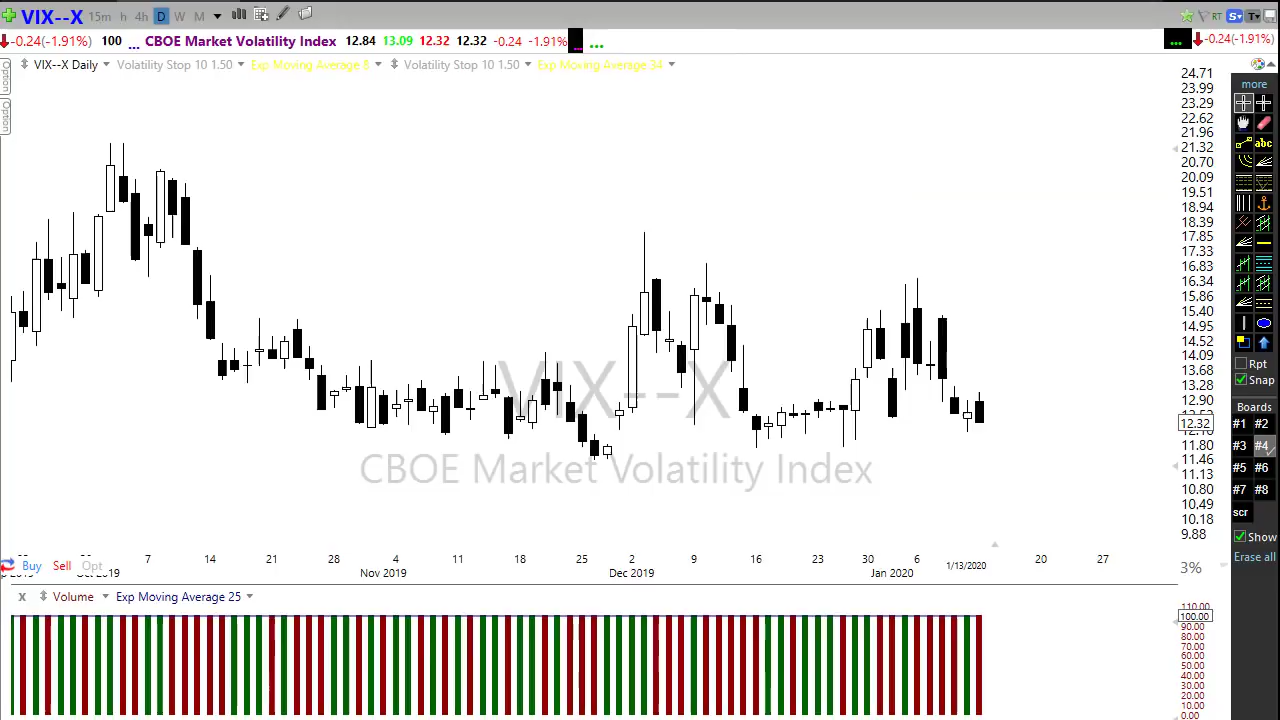 VIX--X 15m h 4h D W M RT S T
-0.24(-1.91%) 100 ... CBOE Market Volatility Index 12.84 13.09 12.32 12.32 -0.24 -1.91% ... ... ... -0.24(-1.91%)
VIX--X Daily Volatility Stop 10 1.50 Exp Moving Average 8 Volatility Stop 10 1.50 Exp Moving Average 34
Option
Option
24.71
23.99
23.29
22.62
21.96
21.32
20.70
20.09
19.51
18.94
18.39
17.85
17.33
16.83
16.34
15.86
15.40
14.95
14.52
14.09
13.68
13.28
12.90
12.32
11.80
11.46
11.13
10.80
10.49
10.18
9.88
3%
more
abc
Rpt
Snap
Boards
#1 #2
#3 #4
#5 #6
#7 #8
scr
Show
Erase all
VIX--X
CBOE Market Volatility Index
7 14 21 28 4 11 18 25 2 9 16 23 30 6 1/13/2020 20 27
Oct 2019 Nov 2019 Dec 2019 Jan 2020
Buy Sell Opt
x Volume Exp Moving Average 25
110.00
100.00
90.00
80.00
70.00
60.00
50.00
40.00
30.00
20.00
10.00
0.00